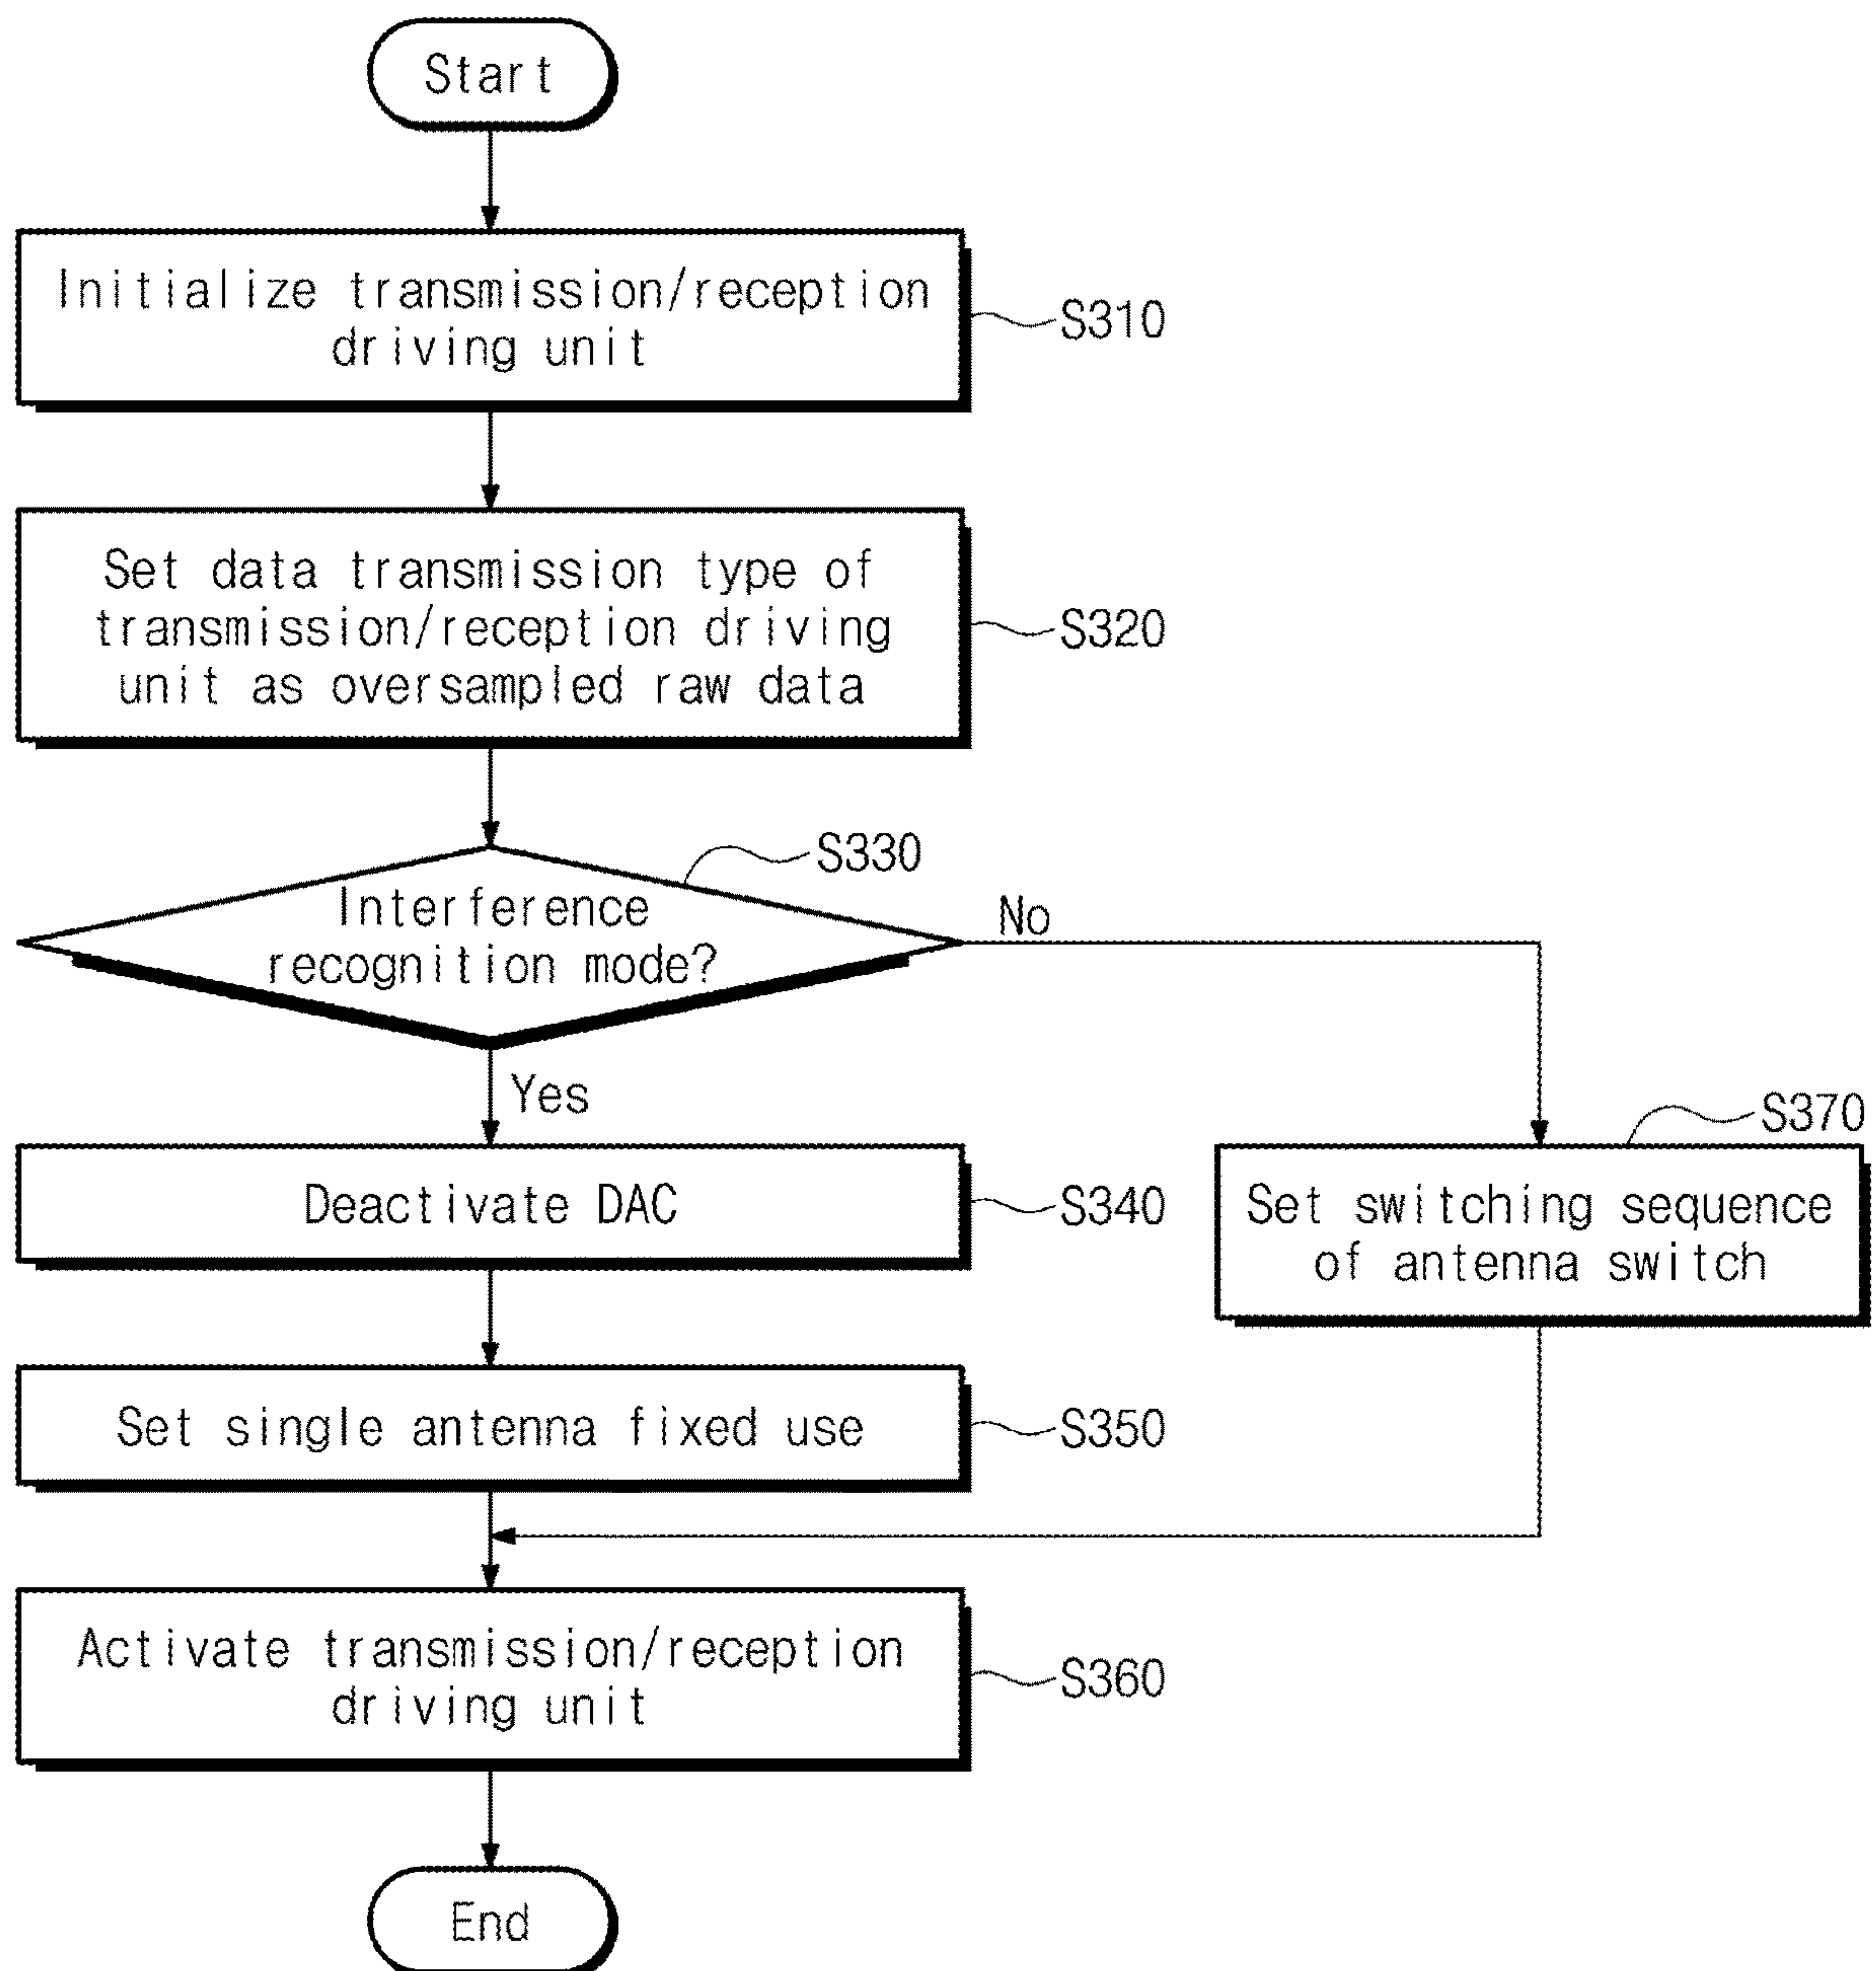 Start
Initialize transmission/reception
driving unit
S310
Set data transmission type of
transmission/reception driving
unit as oversampled raw data
S320
S330
Interference
recognition mode?
No
Yes
Deactivate DAC
S340
S370
Set switching sequence
of antenna switch
Set single antenna fixed use
S350
Activate transmission/reception
driving unit
S360
End